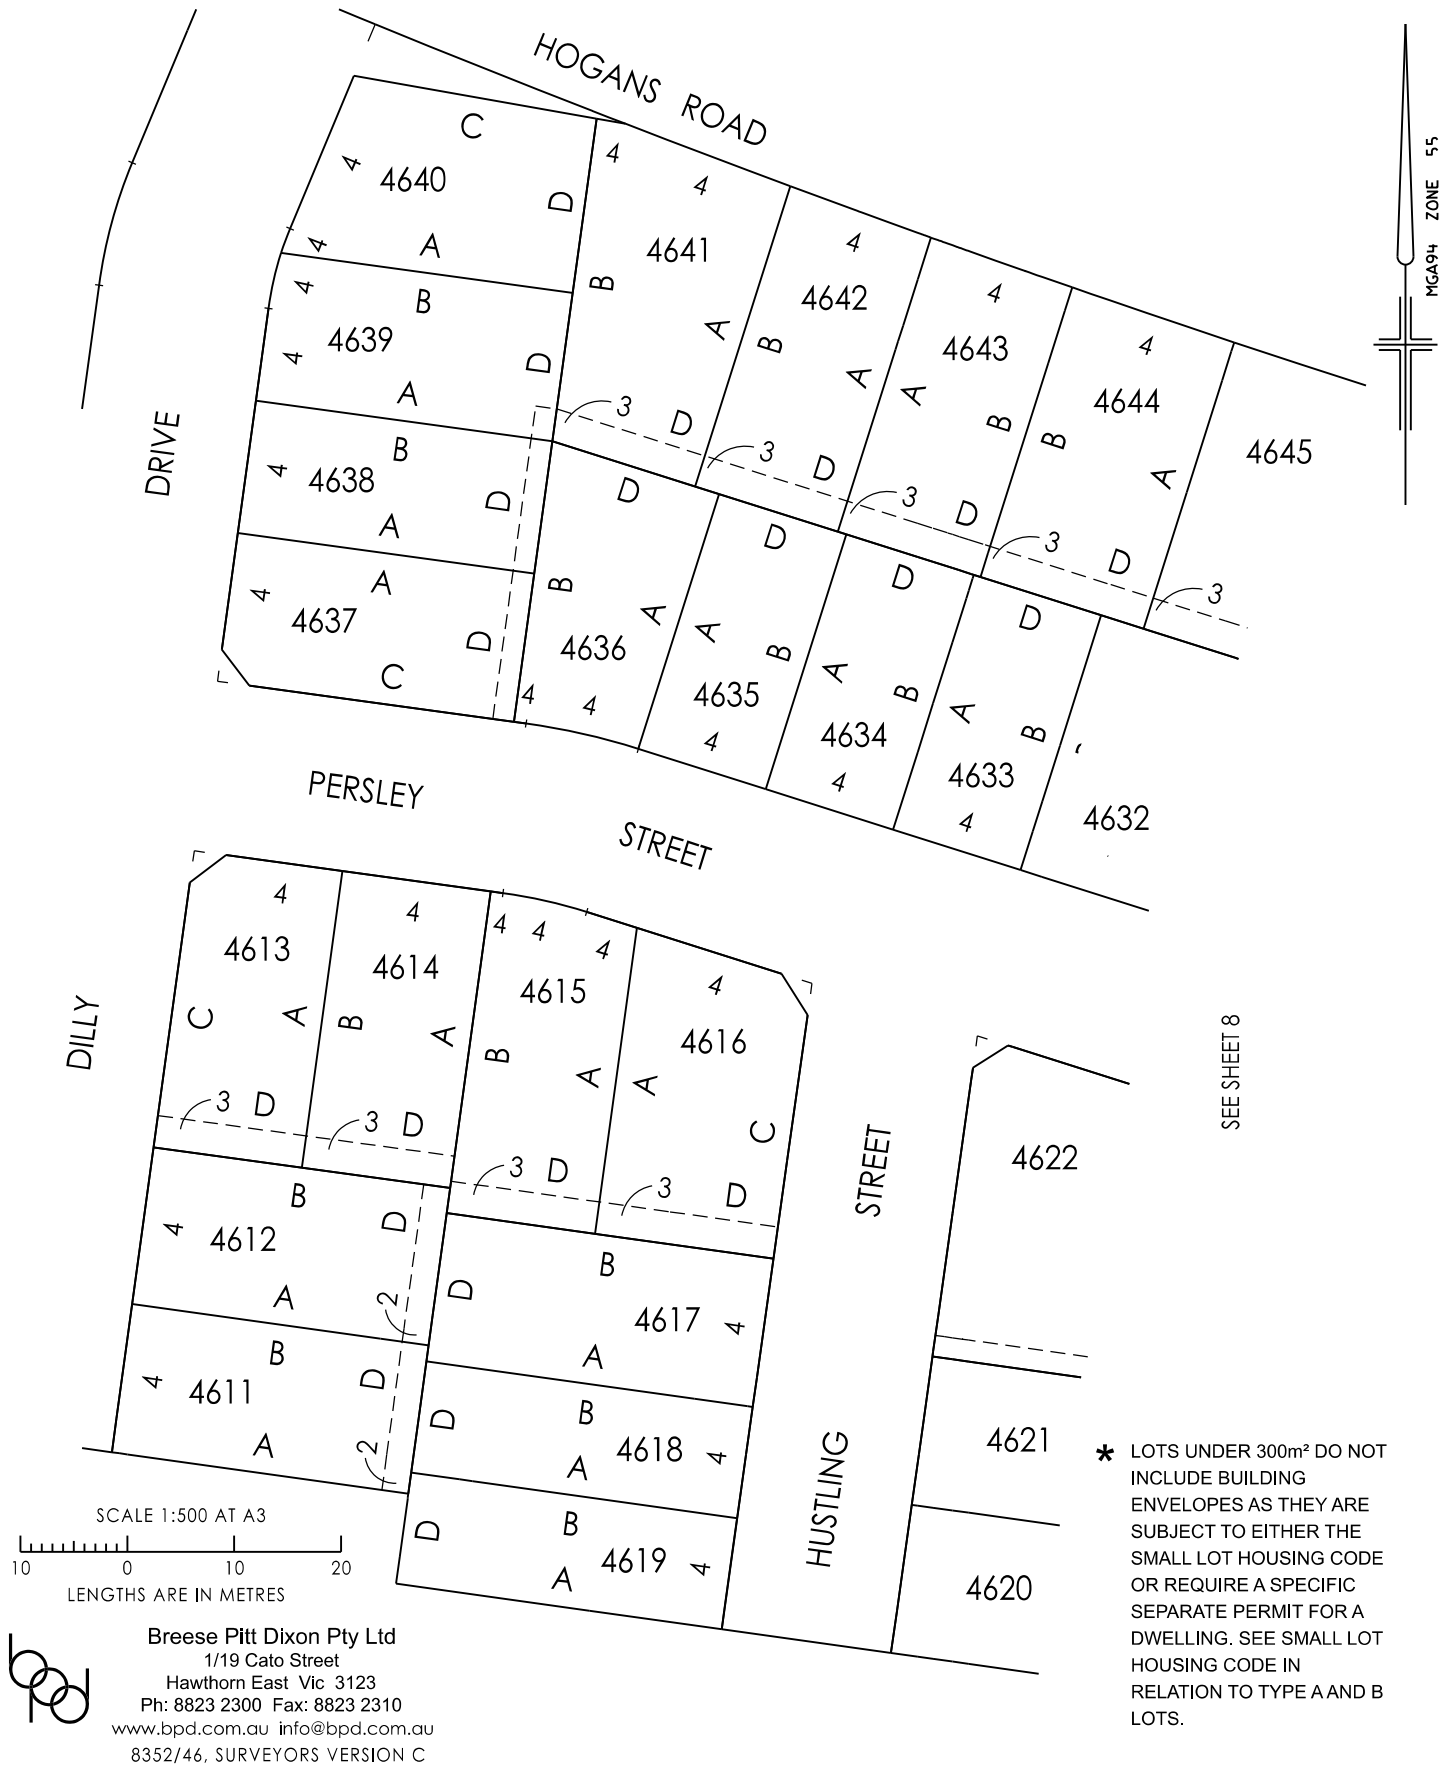 HOGANS ROAD
MGA94 ZONE 55
C
4
4640
D
4
A
4
4
4641
B
A
4
4642
B
A
4
4643
A
B
4
4644
B
A
4645
4
B
4639
4
D
A
3
D
3
D
3
D
3
D
3
DRIVE
B
4
4638
D
A
A
4
4637
D
C
D
B
A
4636
4
4
D
A
B
4635
4
D
A
B
4634
4
D
A
B
4633
4
4632
PERSLEY
STREET
4
4613
C
A
3
D
4
4614
B
A
3
D
4
4
4
4615
B
A
3
D
4
4616
A
C
3
D
DILLY
SEE SHEET 8
STREET
4622
B
D
4
4612
A
2
B
D
4
4611
A
2
B
D
4617
4
A
B
D
4618
4
A
B
D
4619
4
A
HUSTLING
4621
4620
SCALE 1:500 AT A3
10 0 10 20
LENGTHS ARE IN METRES
bpd
Breese Pitt Dixon Pty Ltd
1/19 Cato Street
Hawthorn East Vic 3123
Ph: 8823 2300 Fax: 8823 2310
www.bpd.com.au info@bpd.com.au
8352/46, SURVEYORS VERSION C
* LOTS UNDER 300m² DO NOT
INCLUDE BUILDING
ENVELOPES AS THEY ARE
SUBJECT TO EITHER THE
SMALL LOT HOUSING CODE
OR REQUIRE A SPECIFIC
SEPARATE PERMIT FOR A
DWELLING. SEE SMALL LOT
HOUSING CODE IN
RELATION TO TYPE A AND B
LOTS.